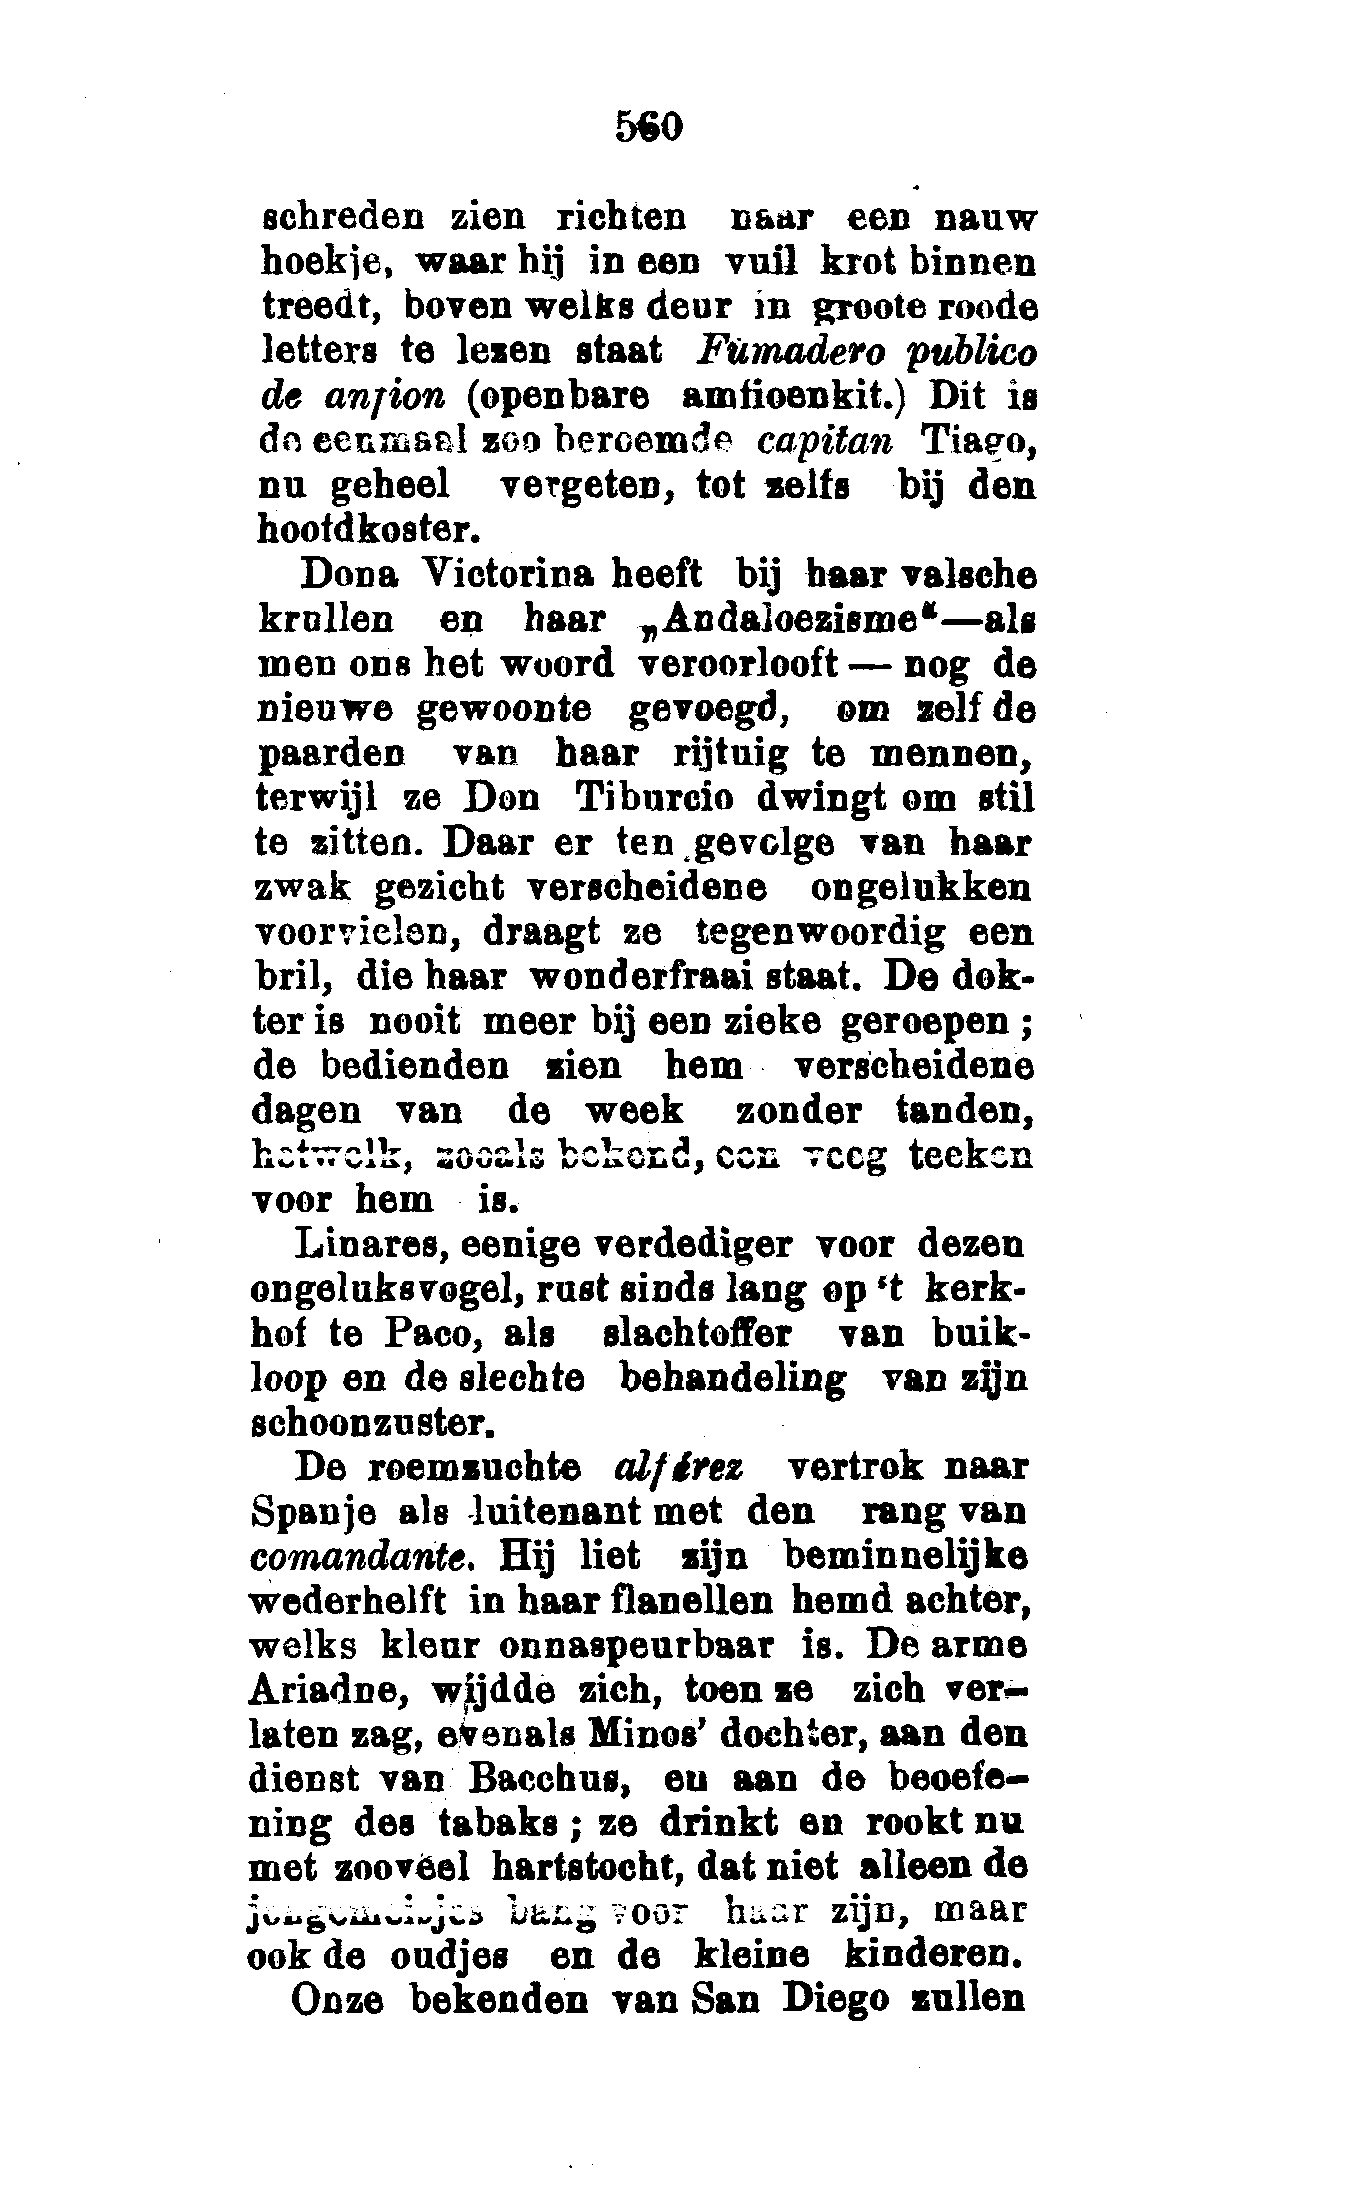 560
schreden zien richten naar een nauw
hoekje, waar hij in een vuil krot binnen
treedt, boven welks deur in groote roode
letters te lezen staat Fumadero publico
de anfion (openbare amfioenkit.) Dit is
de eenmaal zoo beroemde capitan Tiago,
nu geheel vergeten, tot zelfs bij den
hoofdkoster.
Dona Victorina heeft bij haar valsche
krullen en haar „Andaloezisme“—als
men ons het woord veroorlooft — nog de
nieuwe gewoonte gevoegd, om zelf de
paarden van haar rijtuig te mennen,
terwijl ze Don Tiburcio dwingt om stil
te zitten. Daar er ten gevolge van haar
zwak gezicht verscheidene ongelukken
voorvielen, draagt ze tegenwoordig een
bril, die haar wonderfraai staat. De dok-
ter is nooit meer bij een zieke geroepen ;
de bedienden zien hem verscheidene
dagen van de week zonder tanden,
hetwelk, zooals bekend, een veeg teeken
voor hem is.
Linares, eenige verdediger voor dezen
ongeluksvogel, rust sinds lang op ‘t kerk-
hof te Paco, als slachtoffer van buik-
loop en de slechte behandeling van zijn
schoonzuster.
De roemzuchte alférez vertrok naar
Spanje als luitenant met den rang van
comandante. Hij liet zijn beminnelijke
wederhelft in haar flanellen hemd achter,
welks kleur onnaspeurbaar is. De arme
Ariadne, wijdde zich, toen ze zich ver-
laten zag, evenals Minos’ dochter, aan den
dienst van Bacchus, en aan de beoefe-
ning des tabaks ; ze drinkt en rookt nu
met zooveel hartstocht, dat niet alleen de
jongemeisjes bang voor haar zijn, maar
ook de oudjes en de kleine kinderen.
Onze bekenden van San Diego zullen